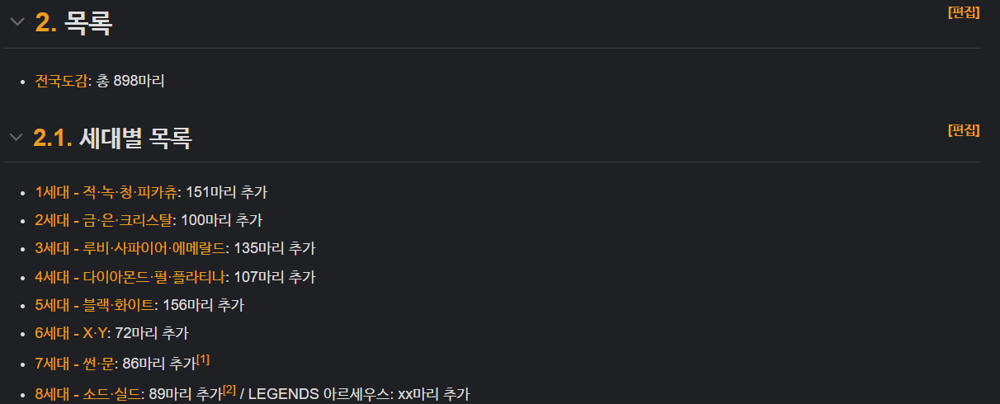 2. 목록
[편집]
전국도감: 총 898마리
2.1. 세대별 목록
[편집]
1세대 - 적·녹·청·피카츄: 151마리 추가
2세대 - 금·은·크리스탈: 100마리 추가
3세대 - 루비·사파이어·에메랄드: 135마리 추가
4세대 - 다이아몬드·펄·플라티나: 107마리 추가
5세대 - 블랙·화이트: 156마리 추가
6세대 - X·Y: 72마리 추가
7세대 - 썬·문: 86마리 추가[1]
8세대 - 소드·실드: 89마리 추가[2] / LEGENDS 아르세우스: xx마리 추가